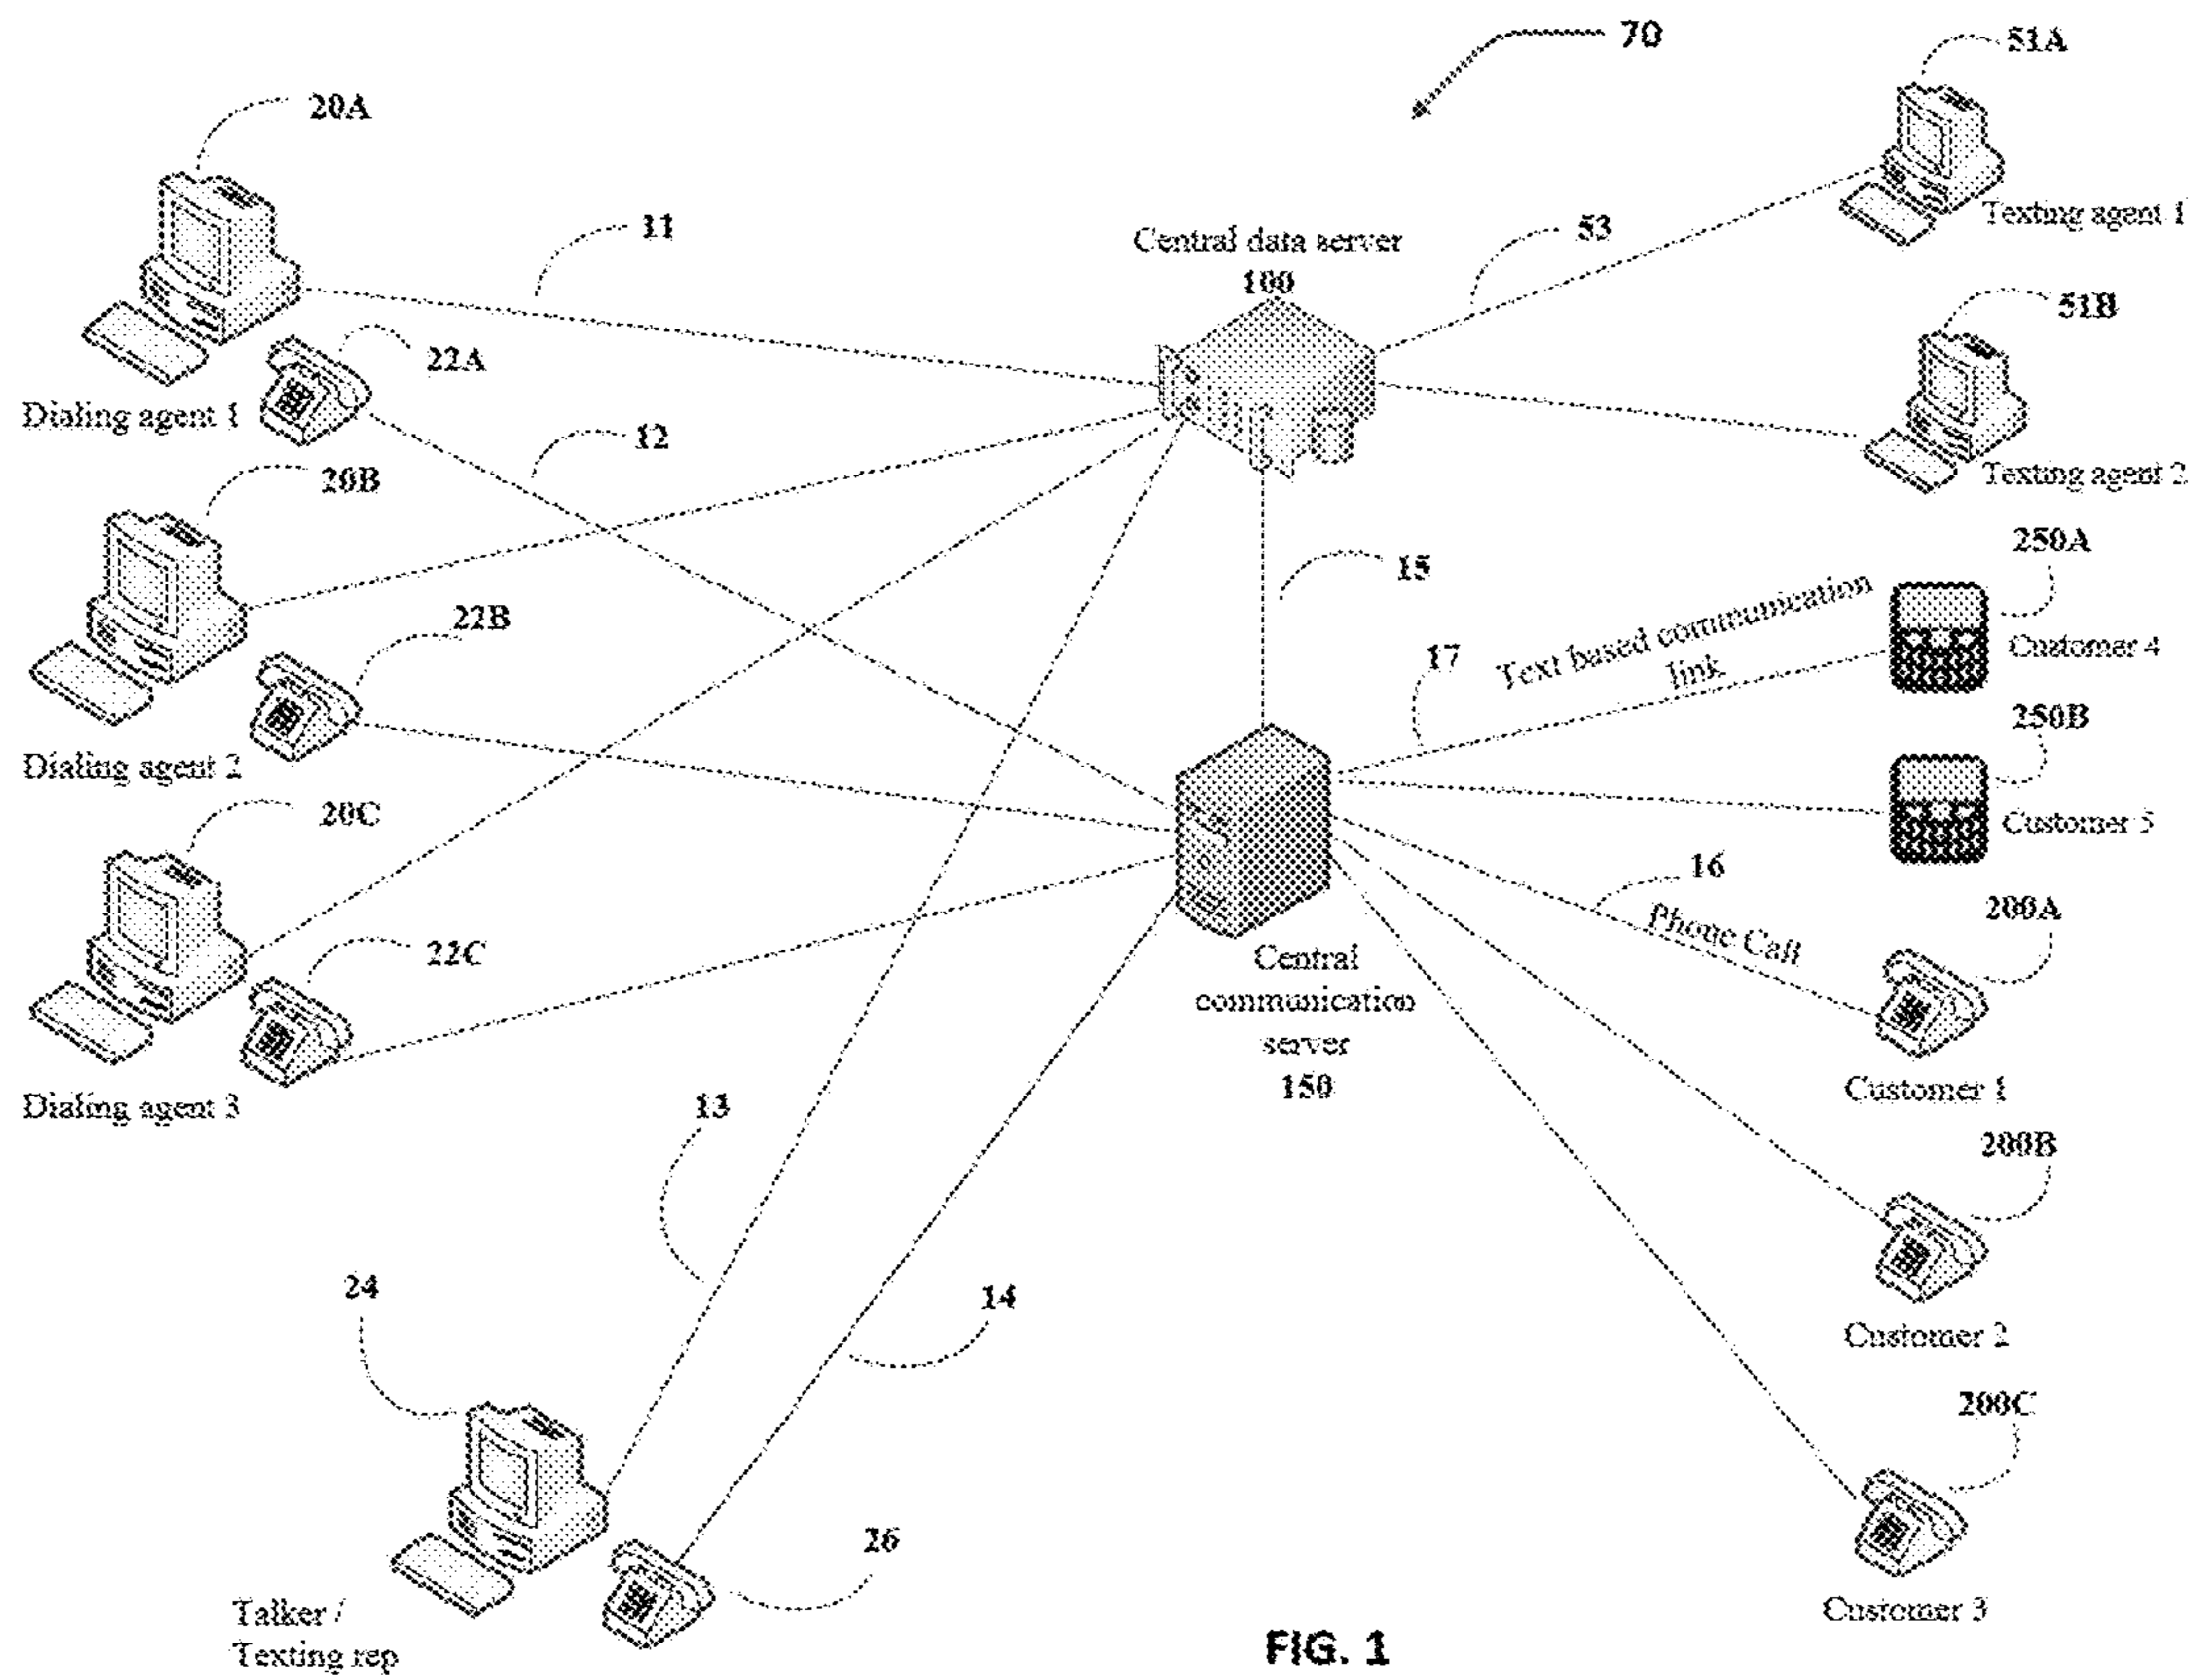 70
51A
20A
Texting agent 1
11
53
Central data server
100
51B
22A
Dialing agent 1
12
20B
Texting agent 2
250A
15
Text based communication
link
17
Customer 4
22B
250B
Dialing agent 2
20C
Customer 5
16
Phone Call
200A
22C
Central
communication
server
150
Customer 1
Dialing agent 3
13
200B
24
14
Customer 2
200C
26
Talker /
Texting rep
Customer 3
FIG. 1